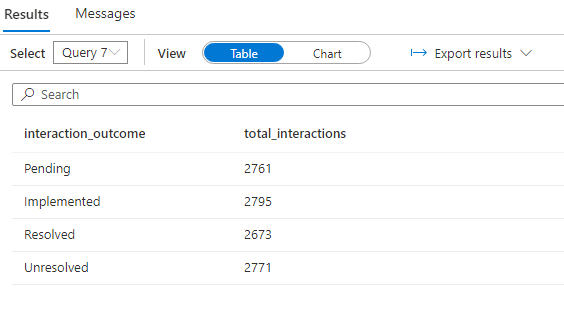 Results Messages
Select Query 7 View Table Chart Export results
Search
interaction_outcome total_interactions
Pending 2761
Implemented 2795
Resolved 2673
Unresolved 2771